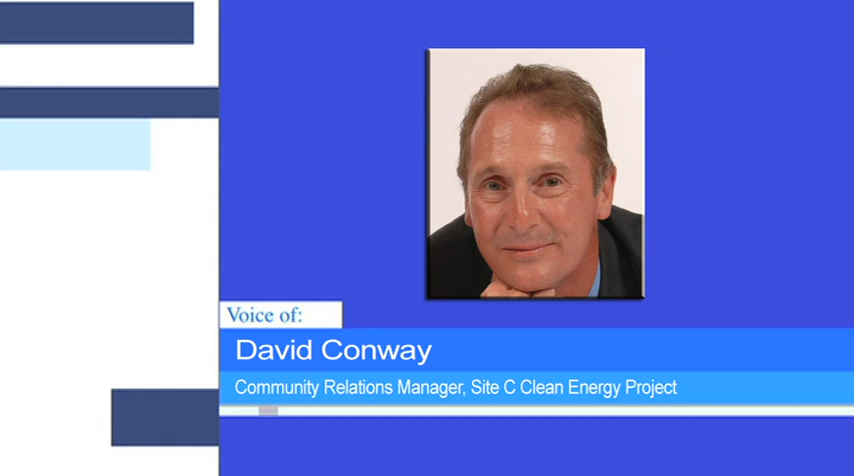 Voice of:
David Conway
Community Relations Manager, Site C Clean Energy Project